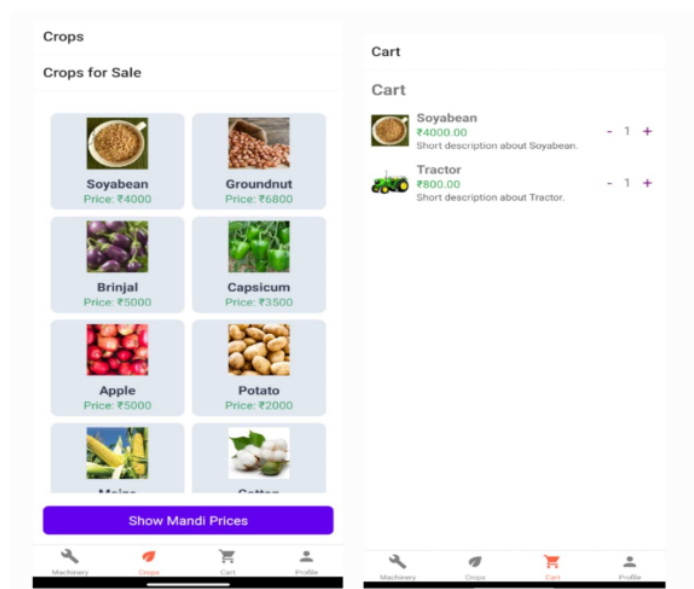 Crops
Crops for Sale
Soyabean
Price: ₹4000
Groundnut
Price: ₹6800
Brinjal
Price: ₹5000
Capsicum
Price: ₹3500
Apple
Price: ₹5000
Potato
Price: ₹2000
Maize
Cotton
Show Mandi Prices
Machinery
Crops
Cart
Profile
Cart
Cart
Soyabean
₹4000.00
Short description about Soyabean.
- 1 +
Tractor
₹800.00
Short description about Tractor.
- 1 +
Machinery
Crops
Cart
Profile